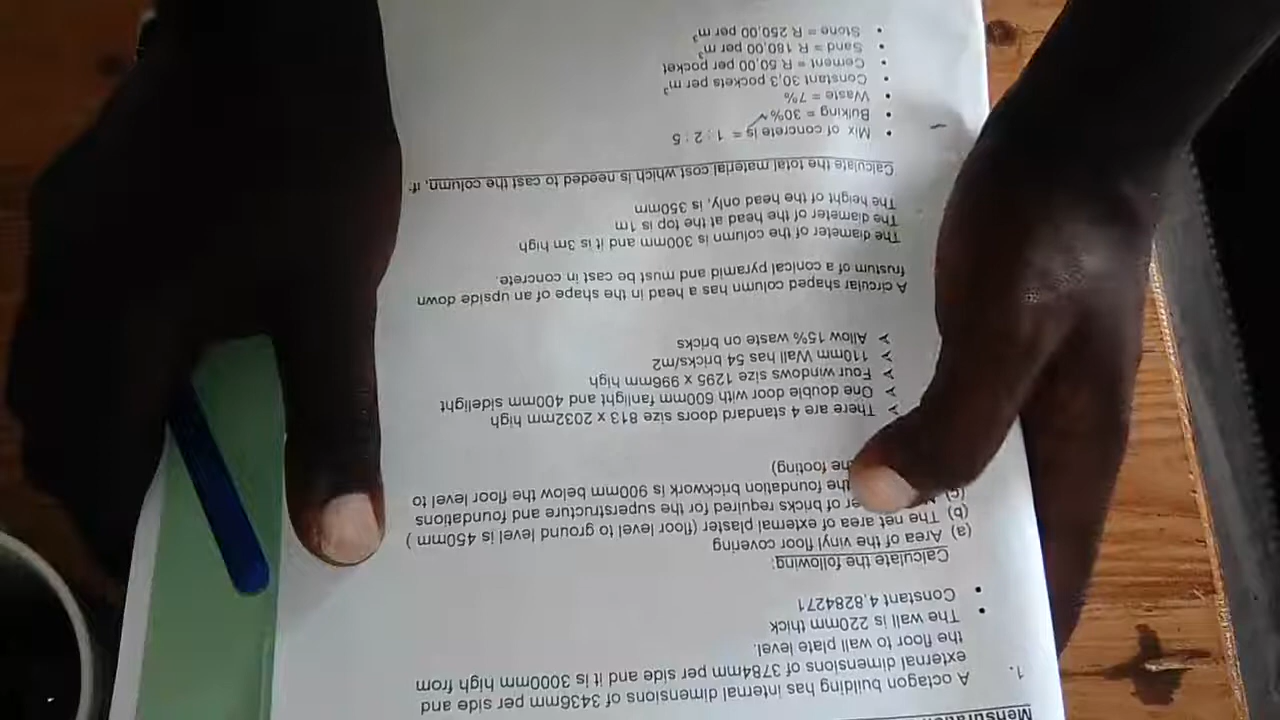 Mensuration
1. A octagon building has internal dimensions of 3436mm per side and
external dimensions of 3784mm per side and it is 3000mm high from
the floor to wall plate level.
• The wall is 220mm thick
• Constant 4,8284271
Calculate the following:
(a) Area of the vinyl floor covering
(b) The net area of external plaster (floor level to ground level is 450mm )
(c) of bricks required for the superstructure and foundations
the foundation brickwork is 900mm below the floor level to
the footing)
➢ There are 4 standard doors size 813 x 2032mm high
➢ One double door with 600mm fanlight and 400mm sidelight
➢ Four windows size 1295 x 996mm high
➢ 110mm Wall has 54 bricks/m2
➢ Allow 15% waste on bricks
A circular shaped column has a head in the shape of an upside down
frustum of a conical pyramid and must be cast in concrete.
The diameter of the column is 300mm and it is 3m high
The diameter of the head at the top is 1m
The height of the head only, is 350mm
Calculate the total material cost which is needed to cast the column, if:
• Mix of concrete is = 1 : 2 : 5
• Bulking = 30%
• Waste = 7%
• Constant 30,3 pockets per m³
• Cement = R 50,00 per pocket
• Sand = R 180,00 per m³
• Stone = R 250,00 per m³